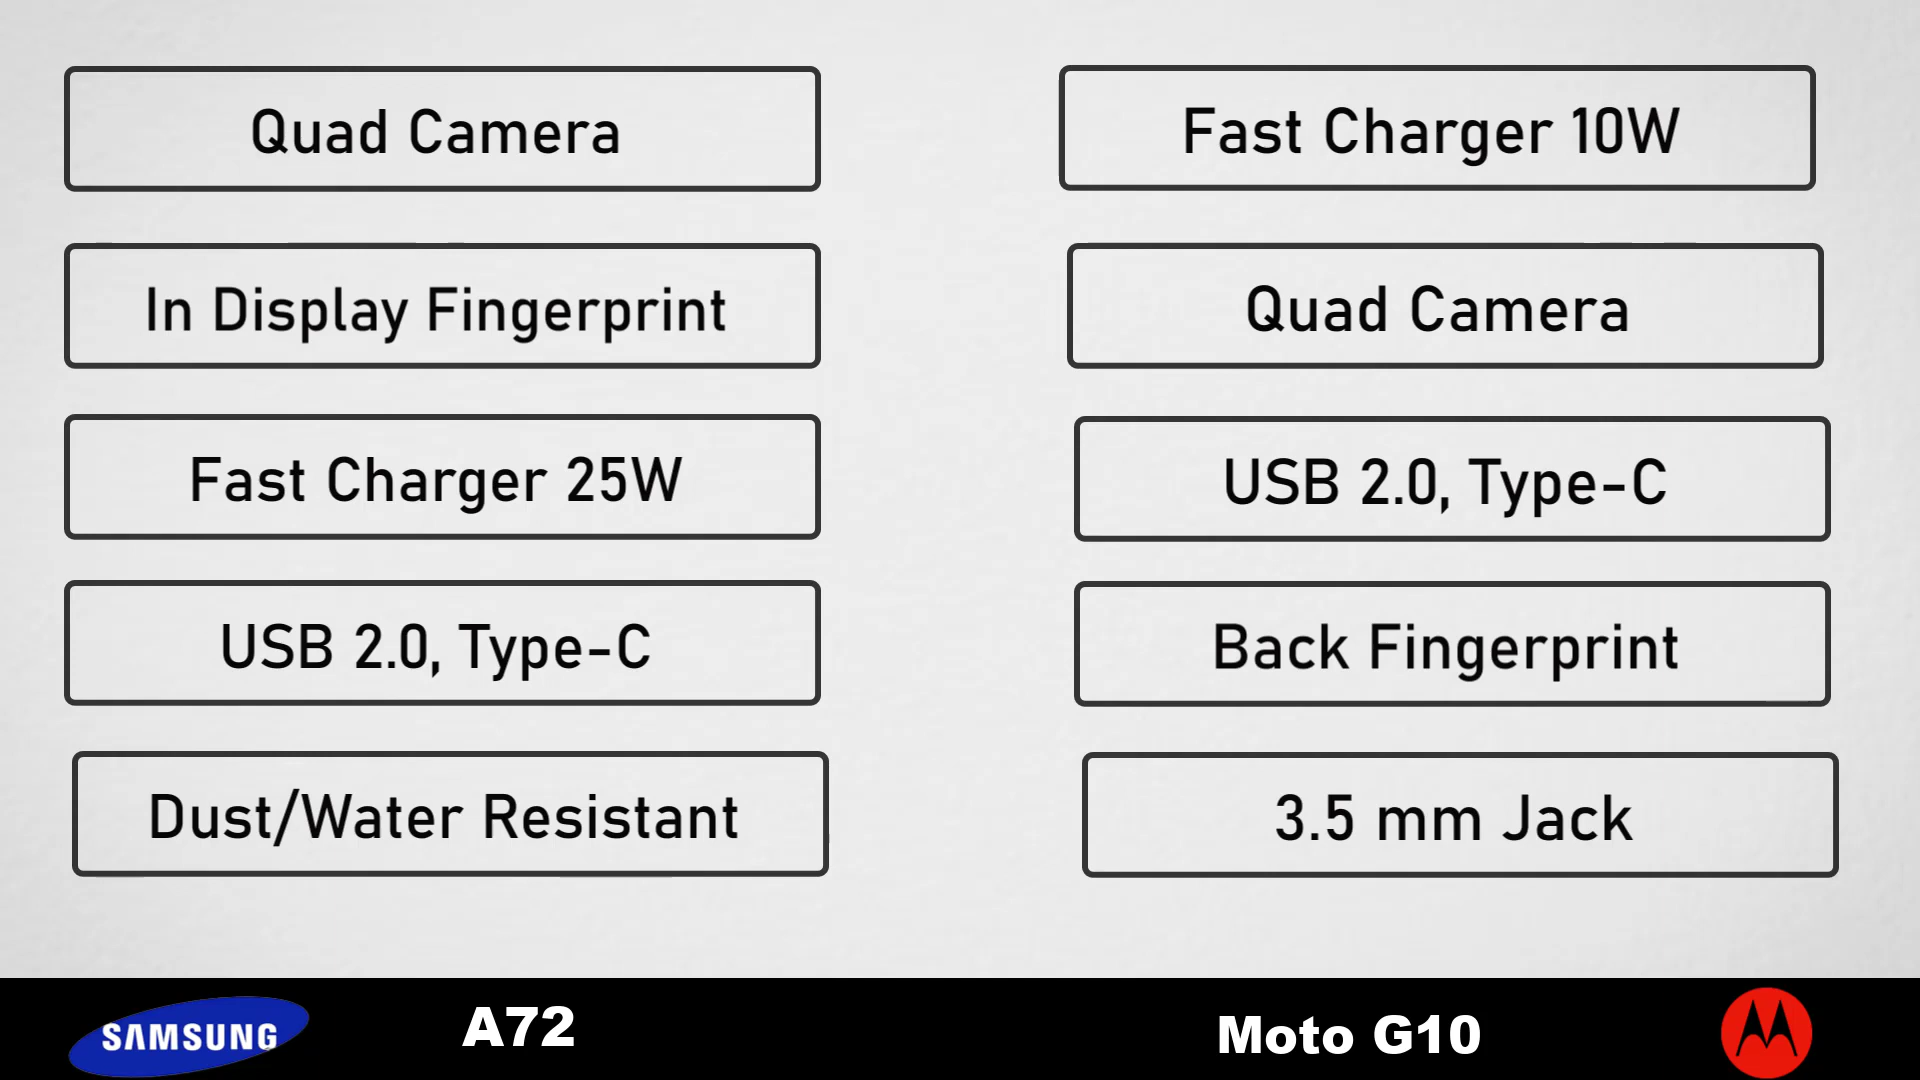 Quad Camera
In Display Fingerprint
Fast Charger 25W
USB 2.0, Type-C
Dust/Water Resistant
Fast Charger 10W
Quad Camera
USB 2.0, Type-C
Back Fingerprint
3.5 mm Jack
SAMSUNG
A72
Moto G10